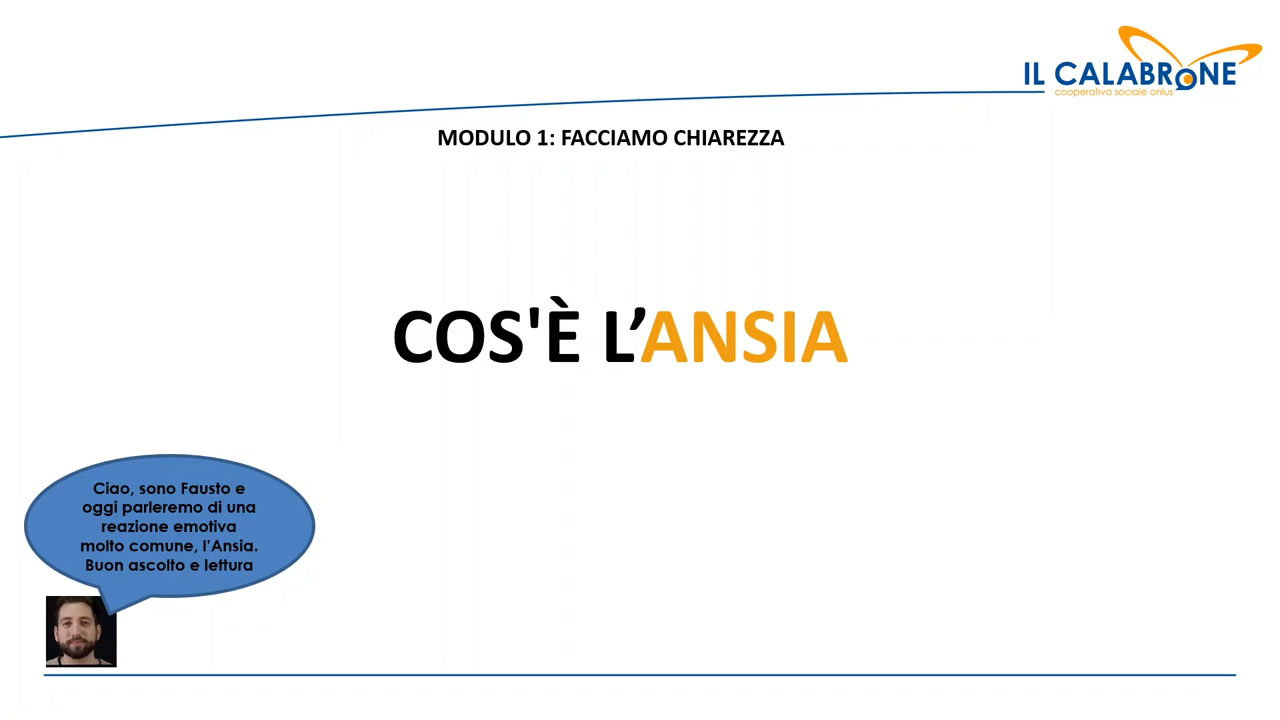 IL CALABRONE
cooperativa sociale onlus
MODULO 1: FACCIAMO CHIAREZZA
COS'È L’ANSIA
Ciao, sono Fausto e
oggi parleremo di una
reazione emotiva
molto comune, l’Ansia.
Buon ascolto e lettura